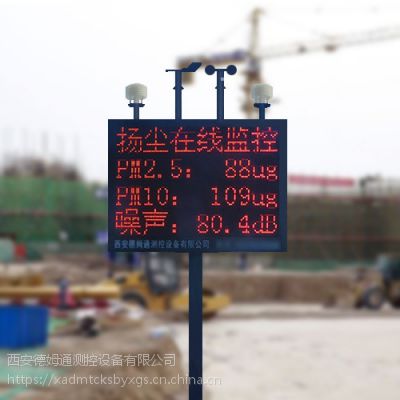 扬尘在线监控
PM2.5: 88ug
PM10: 109ug
噪声: 80.4dB
西安德姆通测控设备有限公司
西安德姆通测控设备有限公司
https://xadmtcksbyxgs.cn.china.cn